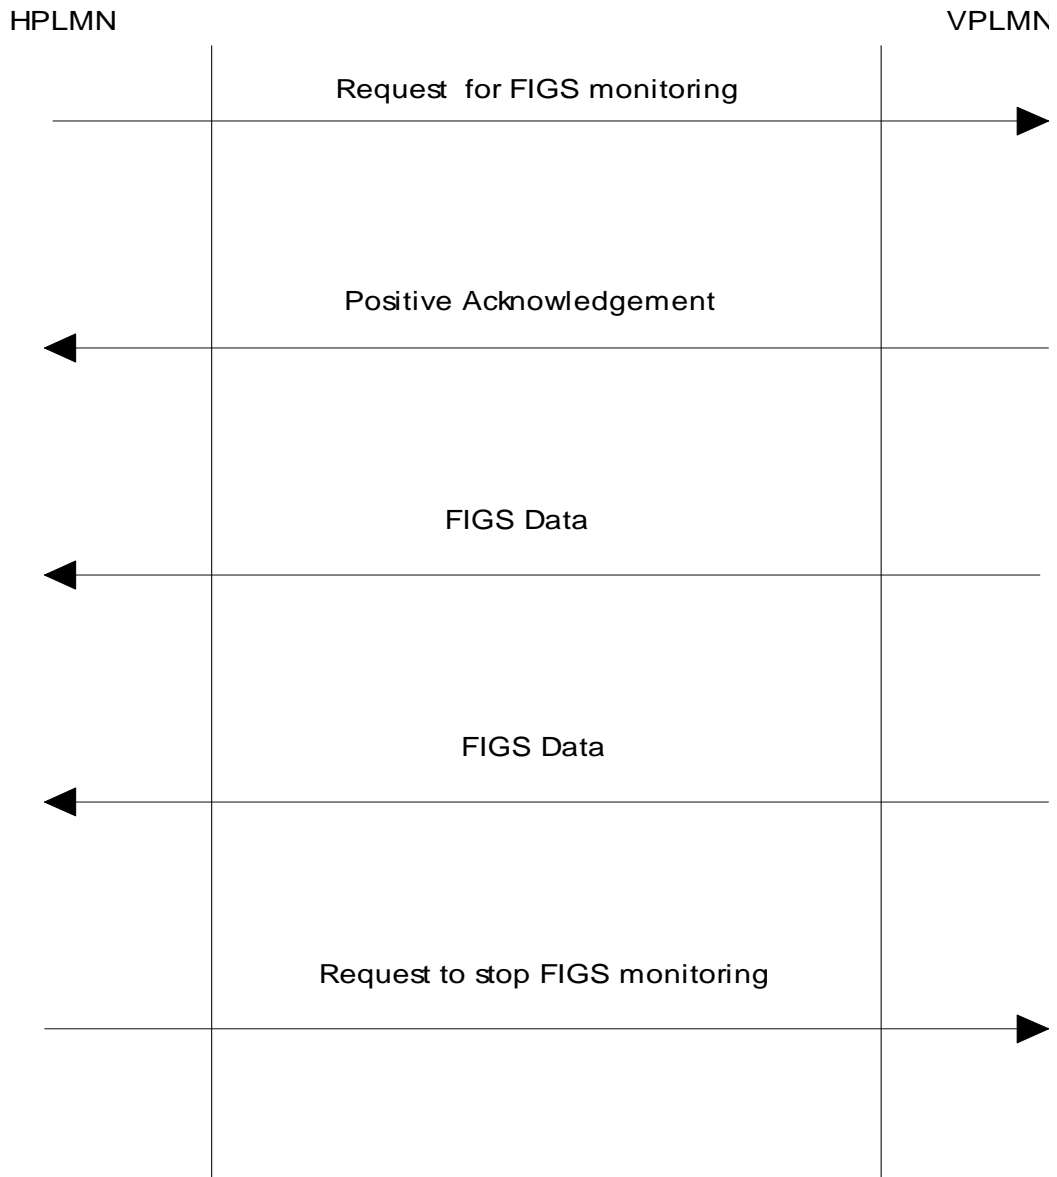 HPLMN
VPLMN
Request for FIGS monitoring
Positive Acknowledgement
FIGS Data
FIGS Data
Request to stop FIGS monitoring